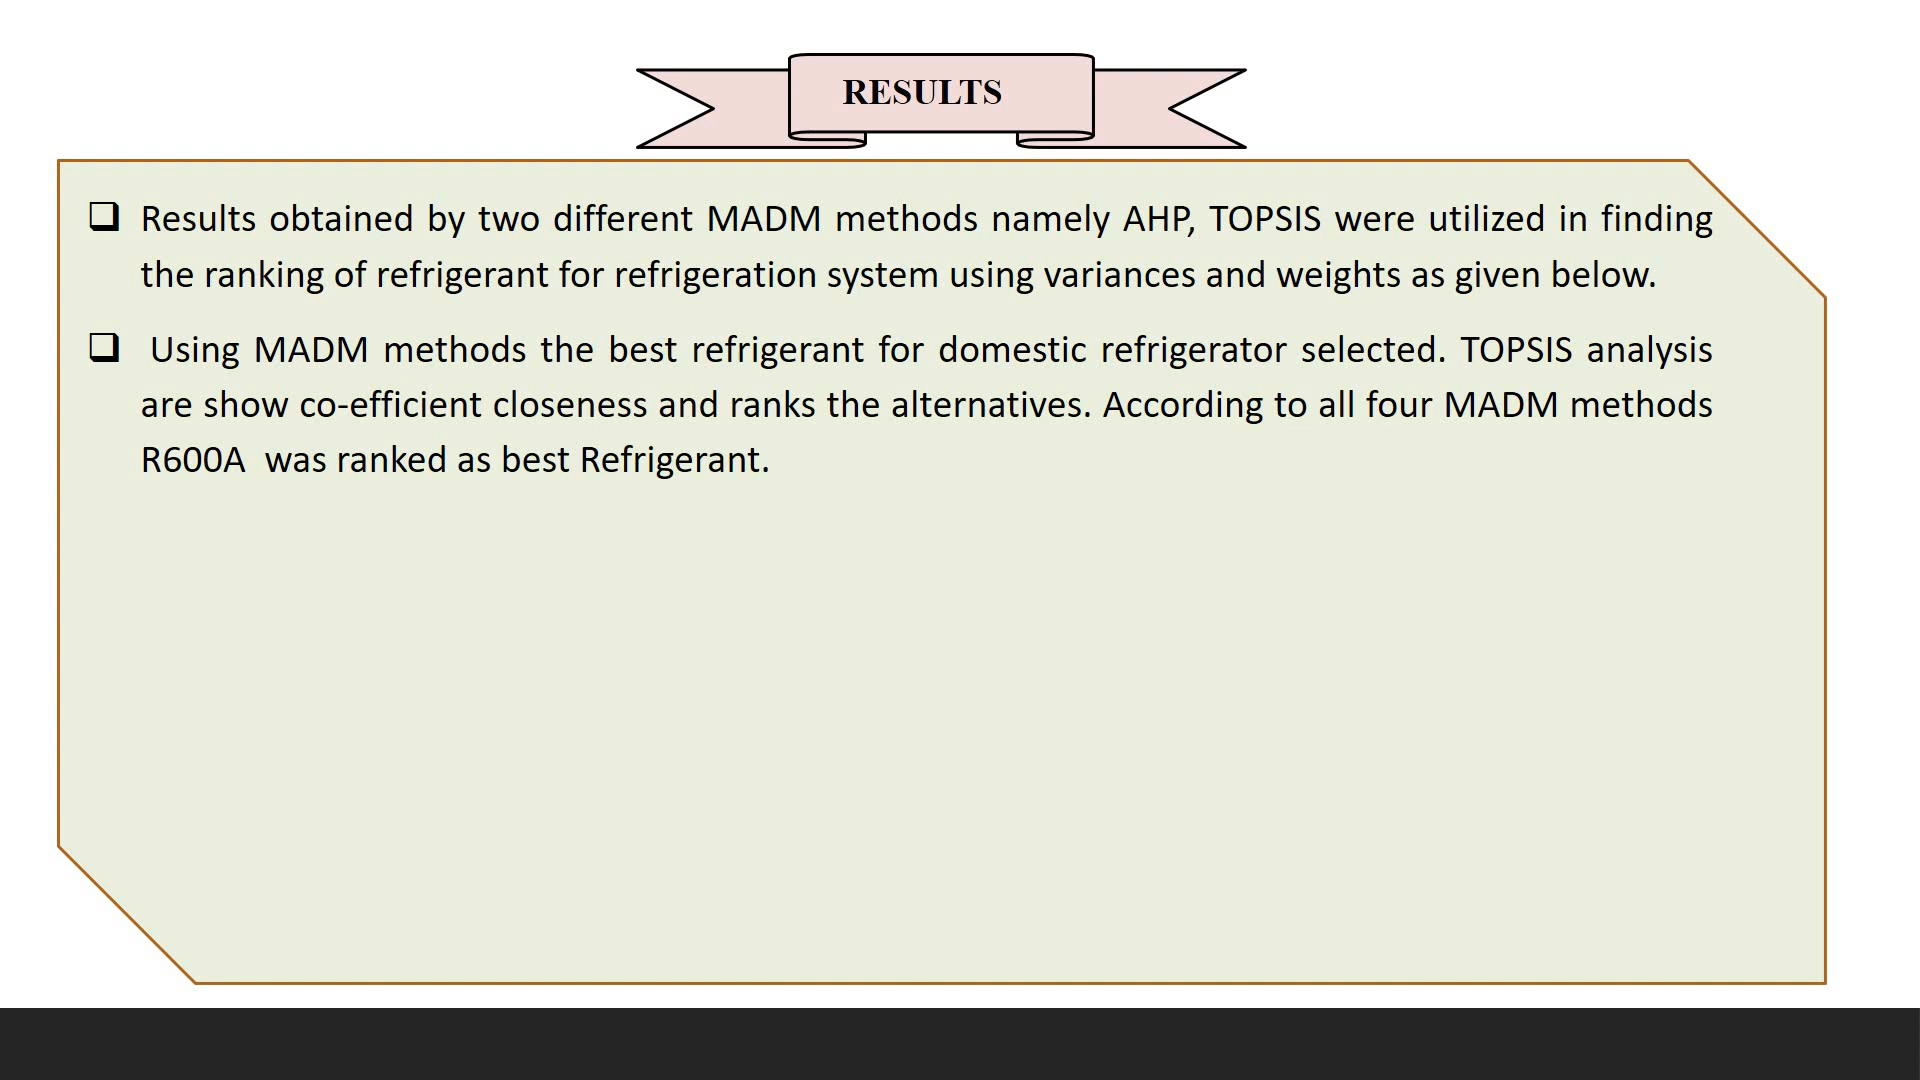 RESULTS
Results obtained by two different MADM methods namely AHP, TOPSIS were utilized in finding
the ranking of refrigerant for refrigeration system using variances and weights as given below.
Using MADM methods the best refrigerant for domestic refrigerator selected. TOPSIS analysis
are show co-efficient closeness and ranks the alternatives. According to all four MADM methods
R600A was ranked as best Refrigerant.